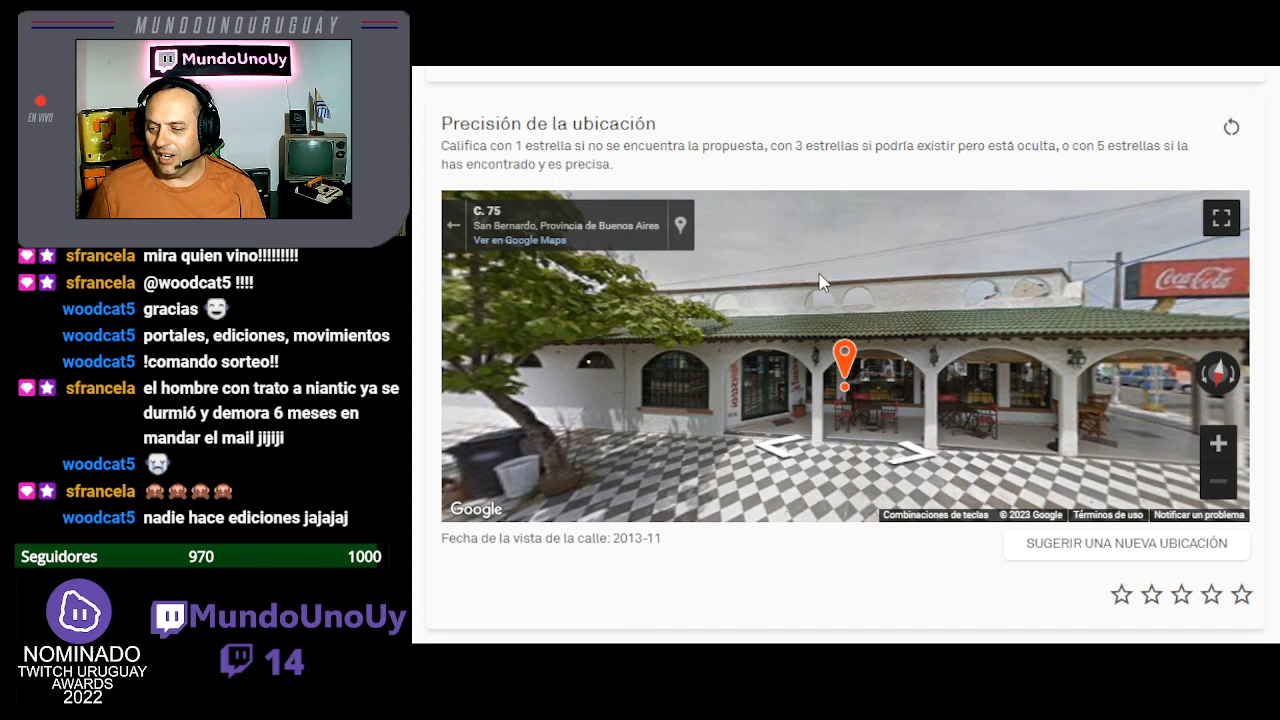 MUNDOUNOURUGUAY
MundoUnoUy
EN VIVO
sfrancela mira quien vino!!!!!!!!!
sfrancela @woodcat5 !!!!
woodcat5 gracias
woodcat5 portales, ediciones, movimientos
woodcat5 !comando sorteo!!
sfrancela el hombre con trato a niantic ya se
durmió y demora 6 meses en
mandar el mail jijiji
woodcat5
sfrancela
woodcat5 nadie hace ediciones jajajaj
Seguidores 970 1000
NOMINADO
TWITCH URUGUAY
AWARDS
2022
MundoUnoUy
14
Precisión de la ubicación
Califica con 1 estrella si no se encuentra la propuesta, con 3 estrellas si podría existir pero está oculta, o con 5 estrellas si la
has encontrado y es precisa.
C. 75
San Bernardo, Provincia de Buenos Aires
Ver en Google Maps
Coca-Cola
Google
Combinaciones de teclas © 2023 Google Términos de uso Notificar un problema
Fecha de la vista de la calle: 2013-11
SUGERIR UNA NUEVA UBICACIÓN